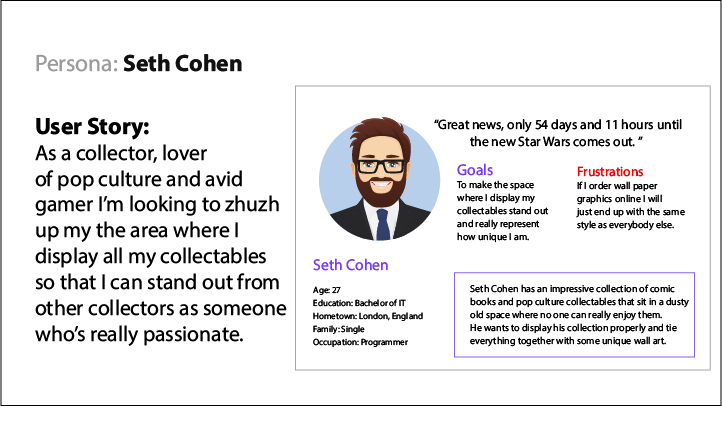 Persona: Seth Cohen
User Story:
As a collector, lover
of pop culture and avid
gamer I’m looking to zhuzh
up my the area where I
display all my collectables
so that I can stand out from
other collectors as someone
who’s really passionate.
“Great news, only 54 days and 11 hours until
the new Star Wars comes out. ”
Goals
To make the space
where I display my
collectables stand out
and really represent
how unique I am.
Frustrations
If I order wall paper
graphics online I will
just end up with the same
style as everybody else.
Seth Cohen
Age: 27
Education: Bachelor of IT
Hometown: London, England
Family: Single
Occupation: Programmer
Seth Cohen has an impressive collection of comic
books and pop culture collectables that sit in a dusty
old space where no one can really enjoy them.
He wants to display his collection properly and tie
everything together with some unique wall art.